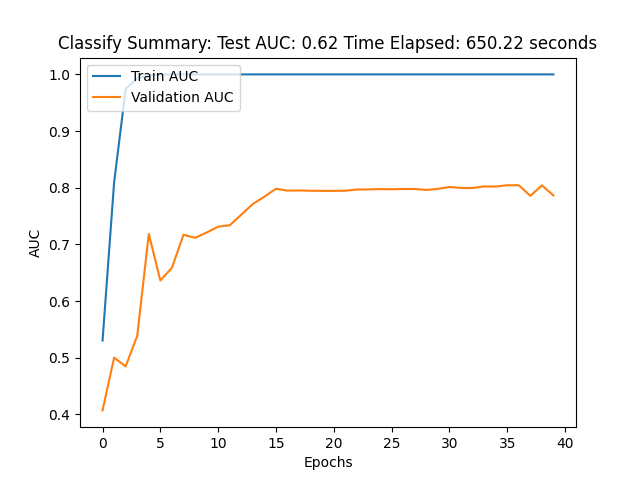 Classify Summary: Test AUC: 0.62 Time Elapsed: 650.22 seconds
Train AUC
Validation AUC
1.0
0.9
0.8
0.7
0.6
0.5
0.4
AUC
0 5 10 15 20 25 30 35 40
Epochs